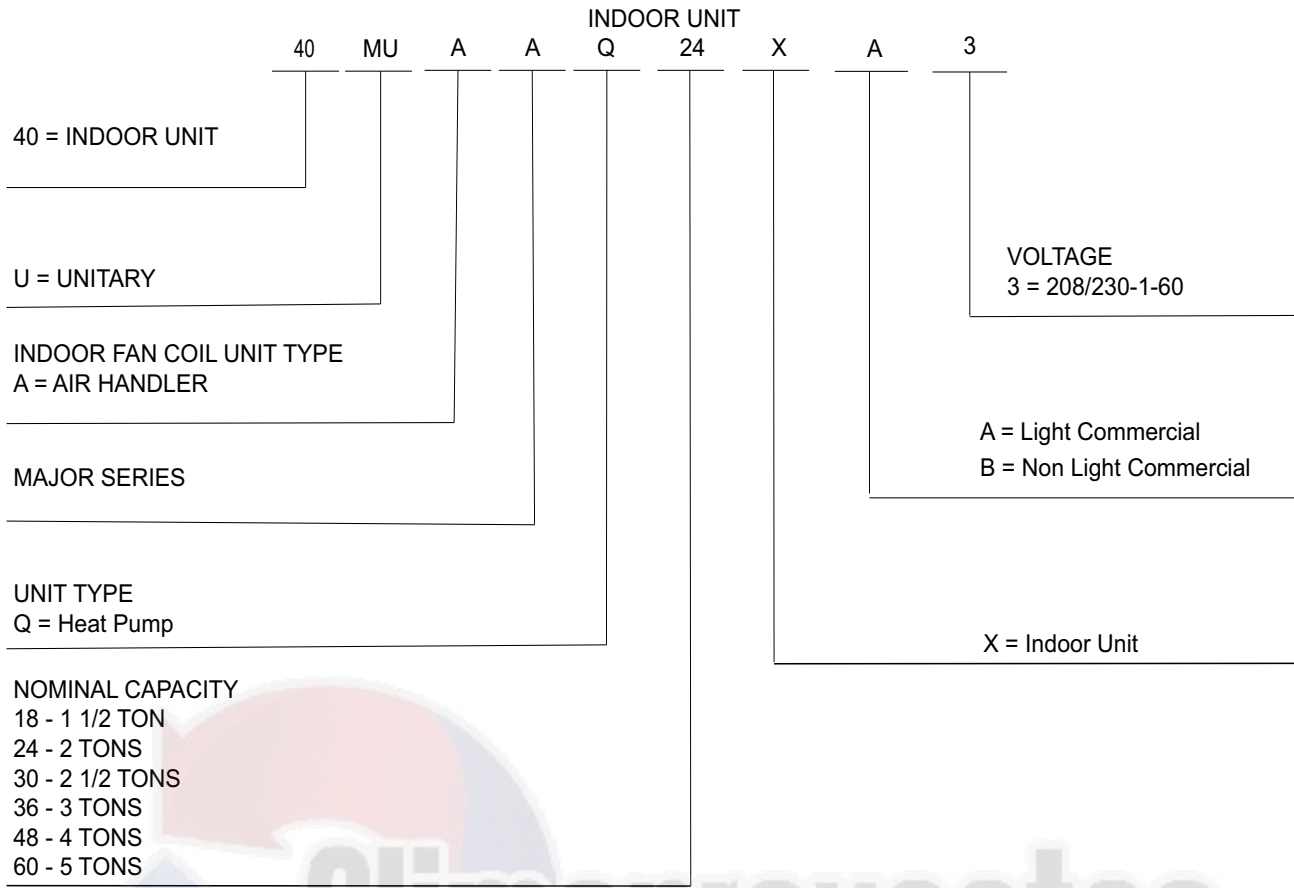 INDOOR UNIT
40 MU A A Q 24 X A 3
40 = INDOOR UNIT
U = UNITARY
INDOOR FAN COIL UNIT TYPE
A = AIR HANDLER
MAJOR SERIES
UNIT TYPE
Q = Heat Pump
NOMINAL CAPACITY
18 - 1 1/2 TON
24 - 2 TONS
30 - 2 1/2 TONS
36 - 3 TONS
48 - 4 TONS
60 - 5 TONS
VOLTAGE
3 = 208/230-1-60
A = Light Commercial
B = Non Light Commercial
X = Indoor Unit